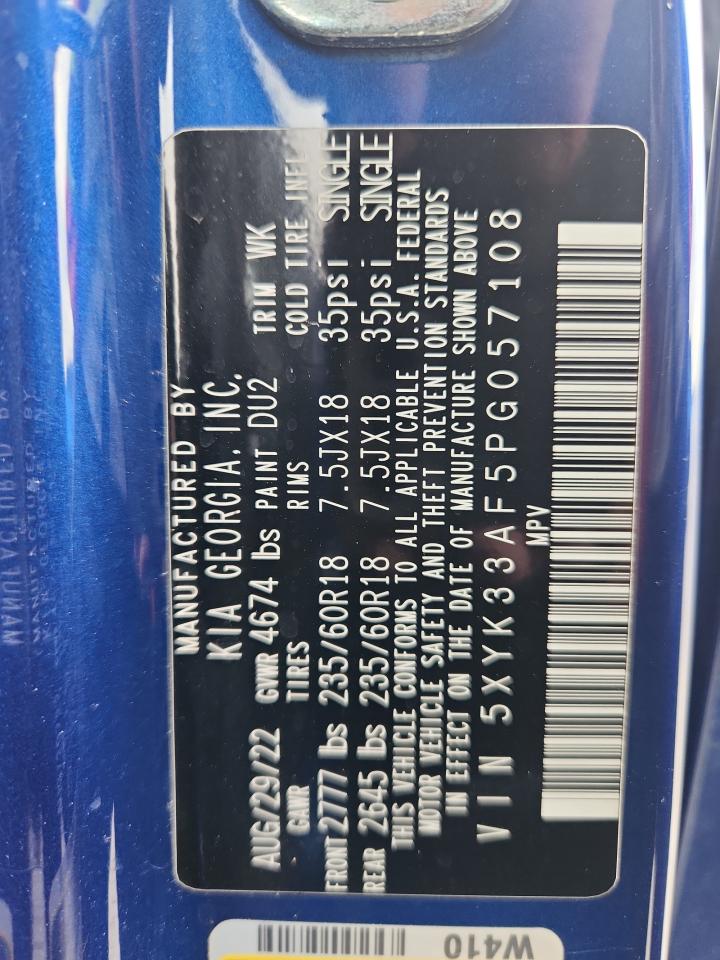 MANUFACTURED BY
KIA GEORGIA, INC.
AUG/29/22 GVWR 4674 lbs PAINT DU2 TRIM WK
GAWR TIRES RIMS COLD TIRE INFL
FRONT 2777 lbs 235/60R18 7.5JX18 35psi SINGLE
REAR 2645 lbs 235/60R18 7.5JX18 35psi SINGLE
THIS VEHICLE CONFORMS TO ALL APPLICABLE U.S.A. FEDERAL
MOTOR VEHICLE SAFETY AND THEFT PREVENTION STANDARDS
IN EFFECT ON THE DATE OF MANUFACTURE SHOWN ABOVE
VIN 5XYK33AF5PG057108
MPV
W410